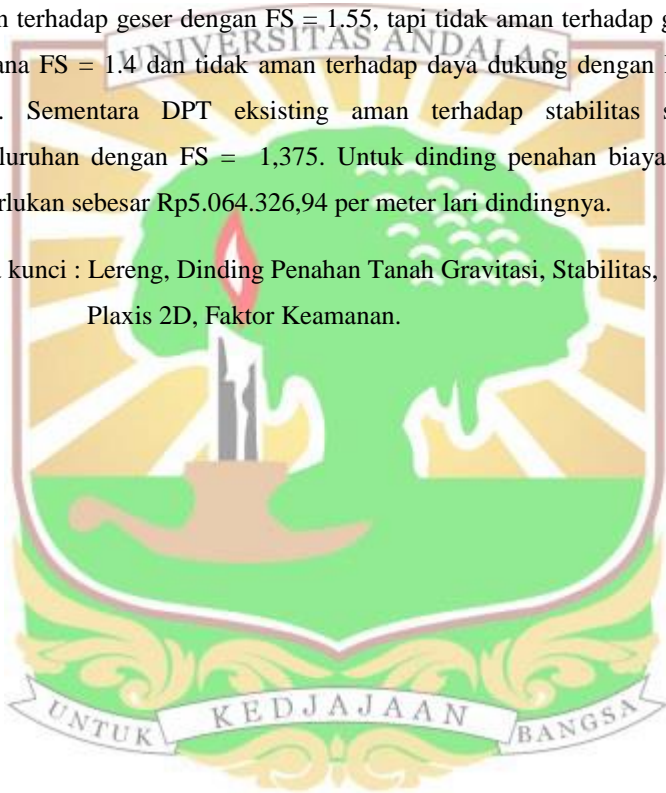 terhadap geser dengan FS = 1.55, tapi tidak aman terhadap
UNIVERSITAS ANDALAS
FS = 1.4 dan tidak aman terhadap daya dukung dengan
Sementara DPT eksisting aman terhadap stabilitas
dengan FS = 1,375. Untuk dinding penahan biaya
sebesar Rp5.064.326,94 per meter lari dindingnya.
kunci : Lereng, Dinding Penahan Tanah Gravitasi, Stabilitas,
Plaxis 2D, Faktor Keamanan.
UNTUK KEDJAJAAN BANGSA